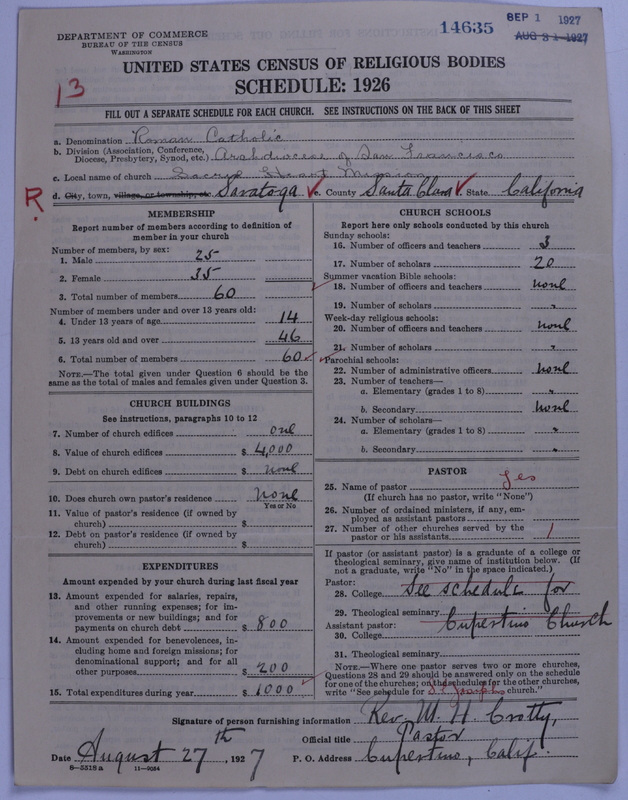 DEPARTMENT OF COMMERCE
BUREAU OF THE CENSUS
WASHINGTON
14635
SEP 1 1927
AUG 31 1927
UNITED STATES CENSUS OF RELIGIOUS BODIES
SCHEDULE: 1926
13
FILL OUT A SEPARATE SCHEDULE FOR EACH CHURCH. SEE INSTRUCTIONS ON THE BACK OF THIS SHEET
a. Denomination Roman Catholic
b. Division (Association, Conference, Diocese, Presbytery, Synod, etc.) Archdiocese of San Francisco
c. Local name of church Sacred Heart Mission
R.
d. City, town, village, or township, etc. Saratoga e. County Santa Clara f. State California
MEMBERSHIP
Report number of members according to definition of member in your church
Number of members, by sex:
1. Male 25
2. Female 35
3. Total number of members 60
Number of members under and over 13 years old:
4. Under 13 years of age 14
5. 13 years old and over 46
6. Total number of members 60
NOTE.—The total given under Question 6 should be the same as the total of males and females given under Question 3.
CHURCH BUILDINGS
See instructions, paragraphs 10 to 12
7. Number of church edifices one
8. Value of church edifices $ 4,000
9. Debt on church edifices $ none
10. Does church own pastor's residence none
Yes or No
11. Value of pastor's residence (if owned by church) $
12. Debt on pastor's residence (if owned by church) $
EXPENDITURES
Amount expended by your church during last fiscal year
13. Amount expended for salaries, repairs, and other running expenses; for improvements or new buildings; and for payments on church debt $ 800
14. Amount expended for benevolences, including home and foreign missions; for denominational support; and for all other purposes $ 200
15. Total expenditures during year $ 1000
CHURCH SCHOOLS
Report here only schools conducted by this church
Sunday schools:
16. Number of officers and teachers 3
17. Number of scholars 20
Summer vacation Bible schools:
18. Number of officers and teachers none
19. Number of scholars "
Week-day religious schools:
20. Number of officers and teachers none
21. Number of scholars "
Parochial schools:
22. Number of administrative officers none
23. Number of teachers—
a. Elementary (grades 1 to 8) "
b. Secondary none
24. Number of scholars—
a. Elementary (grades 1 to 8) "
b. Secondary "
PASTOR
25. Name of pastor Yes
(If church has no pastor, write "None")
26. Number of ordained ministers, if any, employed as assistant pastors
27. Number of other churches served by the pastor or his assistants 1
If pastor (or assistant pastor) is a graduate of a college or theological seminary, give name of institution below. (If not a graduate, write "No" in the space indicated.)
Pastor:
28. College See schedule for
29. Theological seminary Cupertino Church
Assistant pastor:
30. College
31. Theological seminary
NOTE.—Where one pastor serves two or more churches, Questions 28 and 29 should be answered only on the schedule for one of the churches; on the schedules for the other churches, write "See schedule for St. Joseph church."
Signature of person furnishing information Rev. M. H. Crotty,
Official title Pastor
Date August 27th, 1927 P. O. Address Cupertino, Calif.
8—5518 a 11—9054